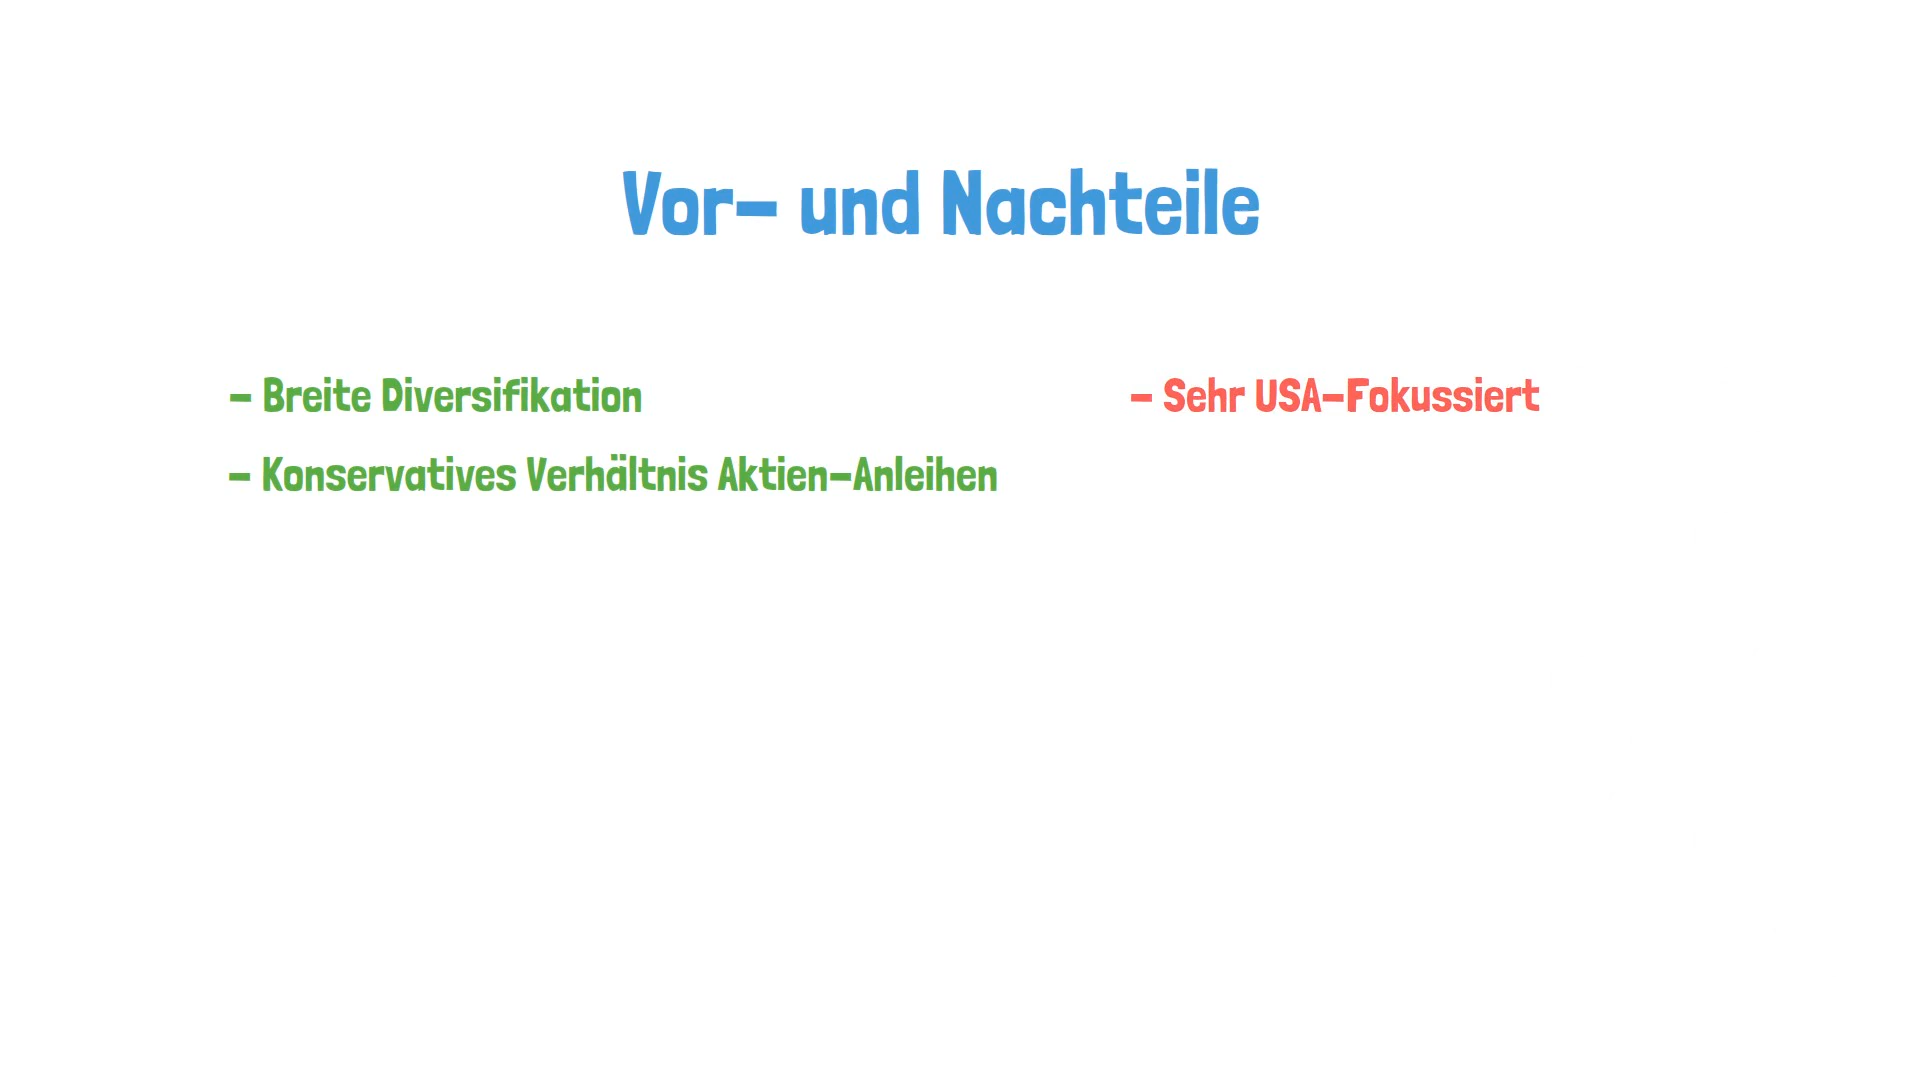 Vor- und Nachteile
- Breite Diversifikation
- Konservatives Verhältnis Aktien-Anleihen
- Sehr USA-Fokussiert